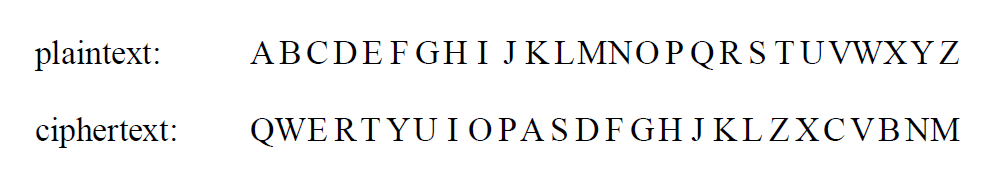 plaintext: A B C D E F G H I J K L M N O P Q R S T U V W X Y Z
ciphertext: Q W E R T Y U I O P A S D F G H J K L Z X C V B N M